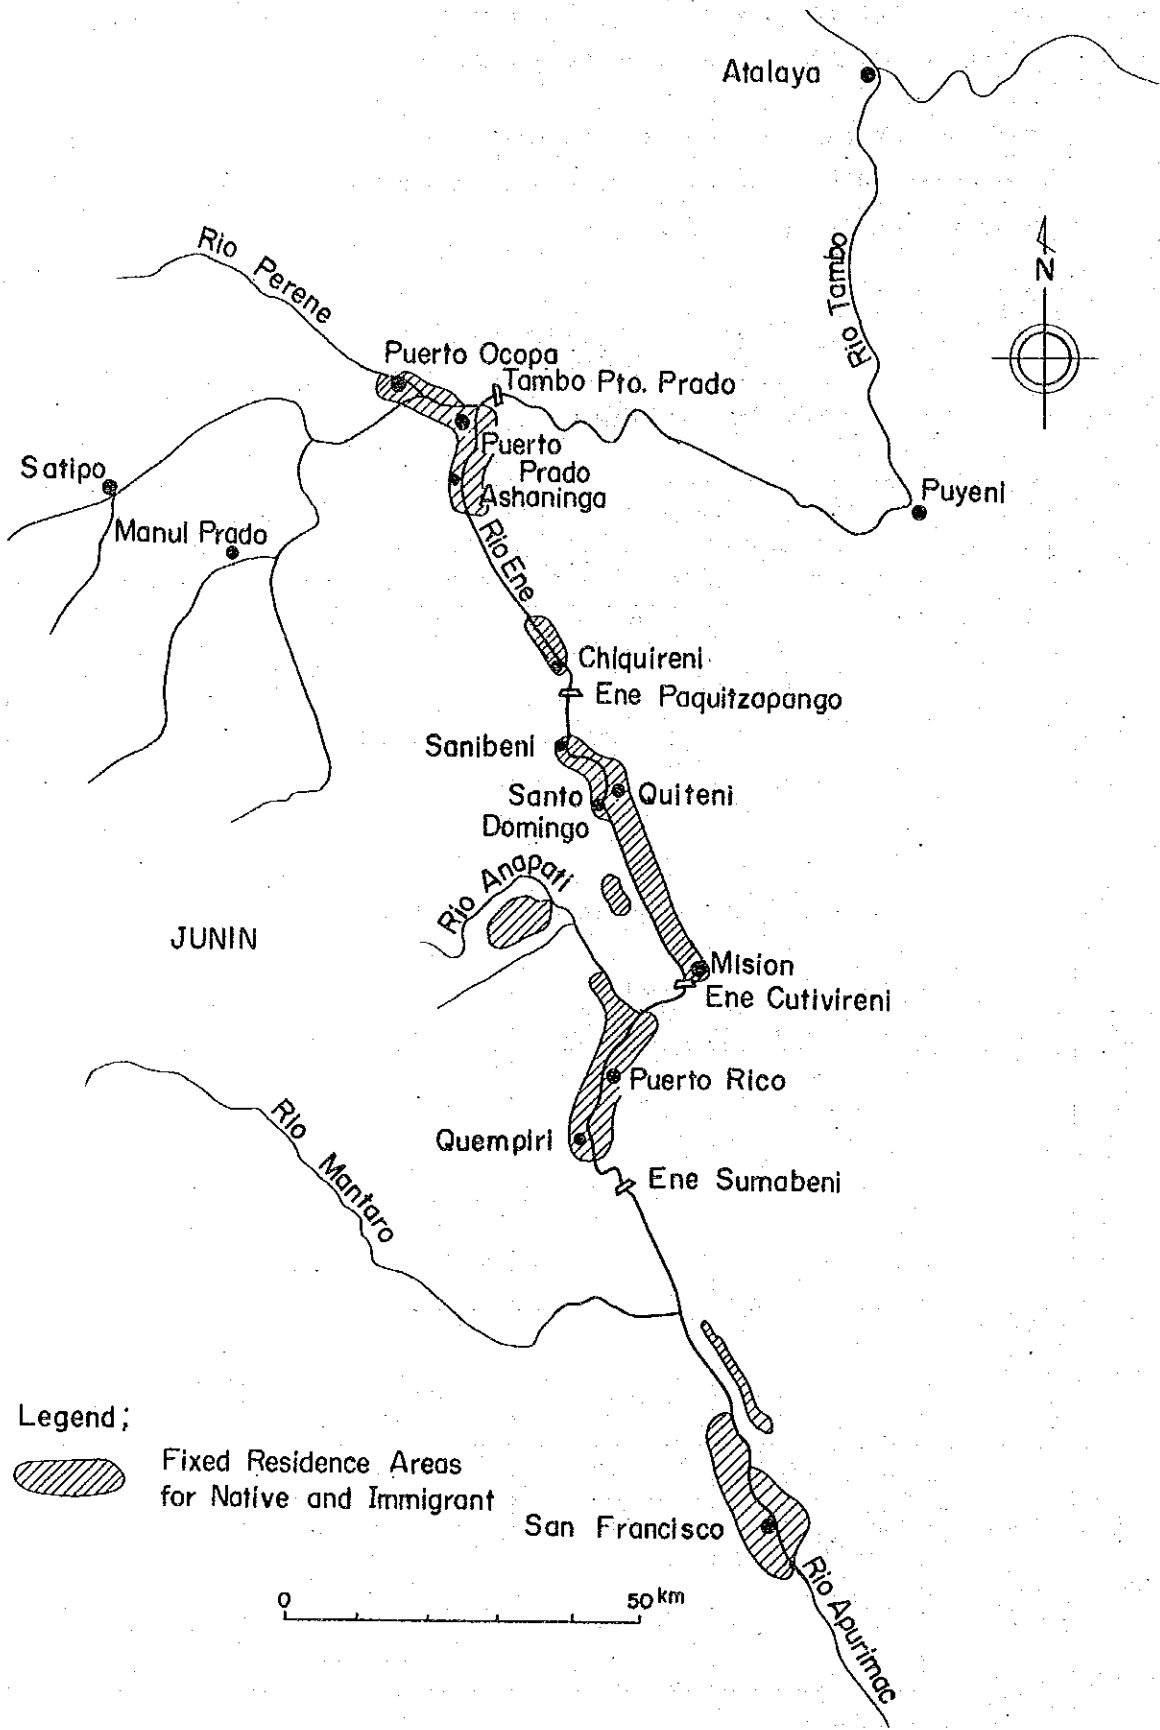 Atalaya
Rio Perene
Rio Tambo
N
Puerto Ocopa
Tambo Pto. Prado
Puerto
Prado
Ashaninga
Satipo
Manul Prado
Puyeni
Rio Ene
Chiquireni
Ene Paquitzapango
Sanibeni
Quiteni
Santo
Domingo
Rio Anapati
JUNIN
Mision
Ene Cutivireni
Puerto Rico
Quempiri
Ene Sumabeni
Rio Mantaro
Legend;
Fixed Residence Areas
for Native and Immigrant
San Francisco
Rio Apurimac
0 50 km